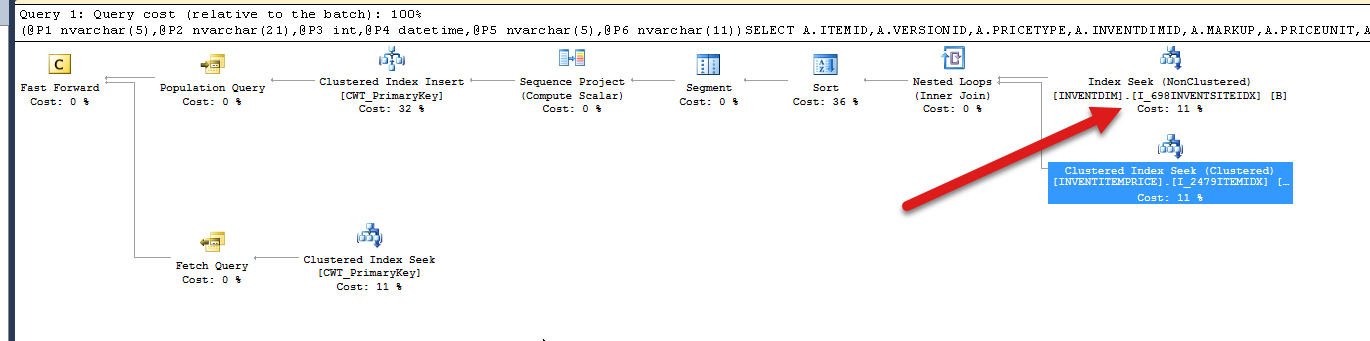 Query 1: Query cost (relative to the batch): 100%
(@P1 nvarchar(5),@P2 nvarchar(21),@P3 int,@P4 datetime,@P5 nvarchar(5),@P6 nvarchar(11))SELECT A.ITEMID,A.VERSIONID,A.PRICETYPE,A.INVENTDIMID,A.MARKUP,A.PRICEUNIT,A
C
Fast Forward
Cost: 0 %
Population Query
Cost: 0 %
Clustered Index Insert
[CWT_PrimaryKey]
Cost: 32 %
Sequence Project
(Compute Scalar)
Cost: 0 %
Segment
Cost: 0 %
Sort
Cost: 36 %
Nested Loops
(Inner Join)
Cost: 0 %
Index Seek (NonClustered)
[INVENTDIM].[I_698INVENTSITEIDX] [B]
Cost: 11 %
Clustered Index Seek (Clustered)
[INVENTITEMPRICE].[I_2479ITEMIDX] […
Cost: 11 %
Fetch Query
Cost: 0 %
Clustered Index Seek
[CWT_PrimaryKey]
Cost: 11 %